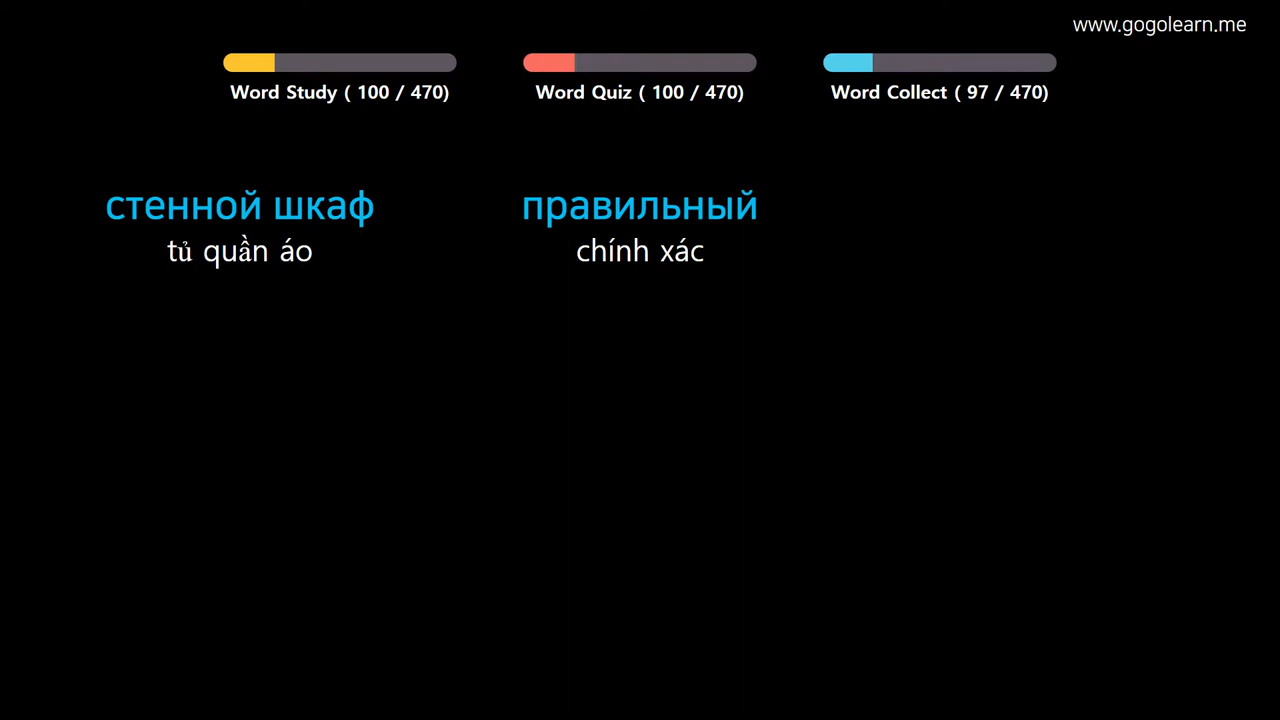 www.gogolearn.me
Word Study ( 100 / 470)
Word Quiz ( 100 / 470)
Word Collect ( 97 / 470)
стенной шкаф
tủ quần áo
правильный
chính xác